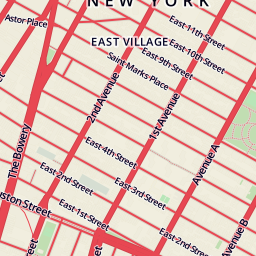 NEW YORK
Astor Place
East 11th Street
EAST VILLAGE
East 10th Street
East 9th Street
Saint Marks Place
2nd Avenue
1st Avenue
The Bowery
East 4th Street
Avenue A
East 2nd Street
East 3rd Street
uston Street
East 1st Street
Avenue B
East 2nd Street
reet